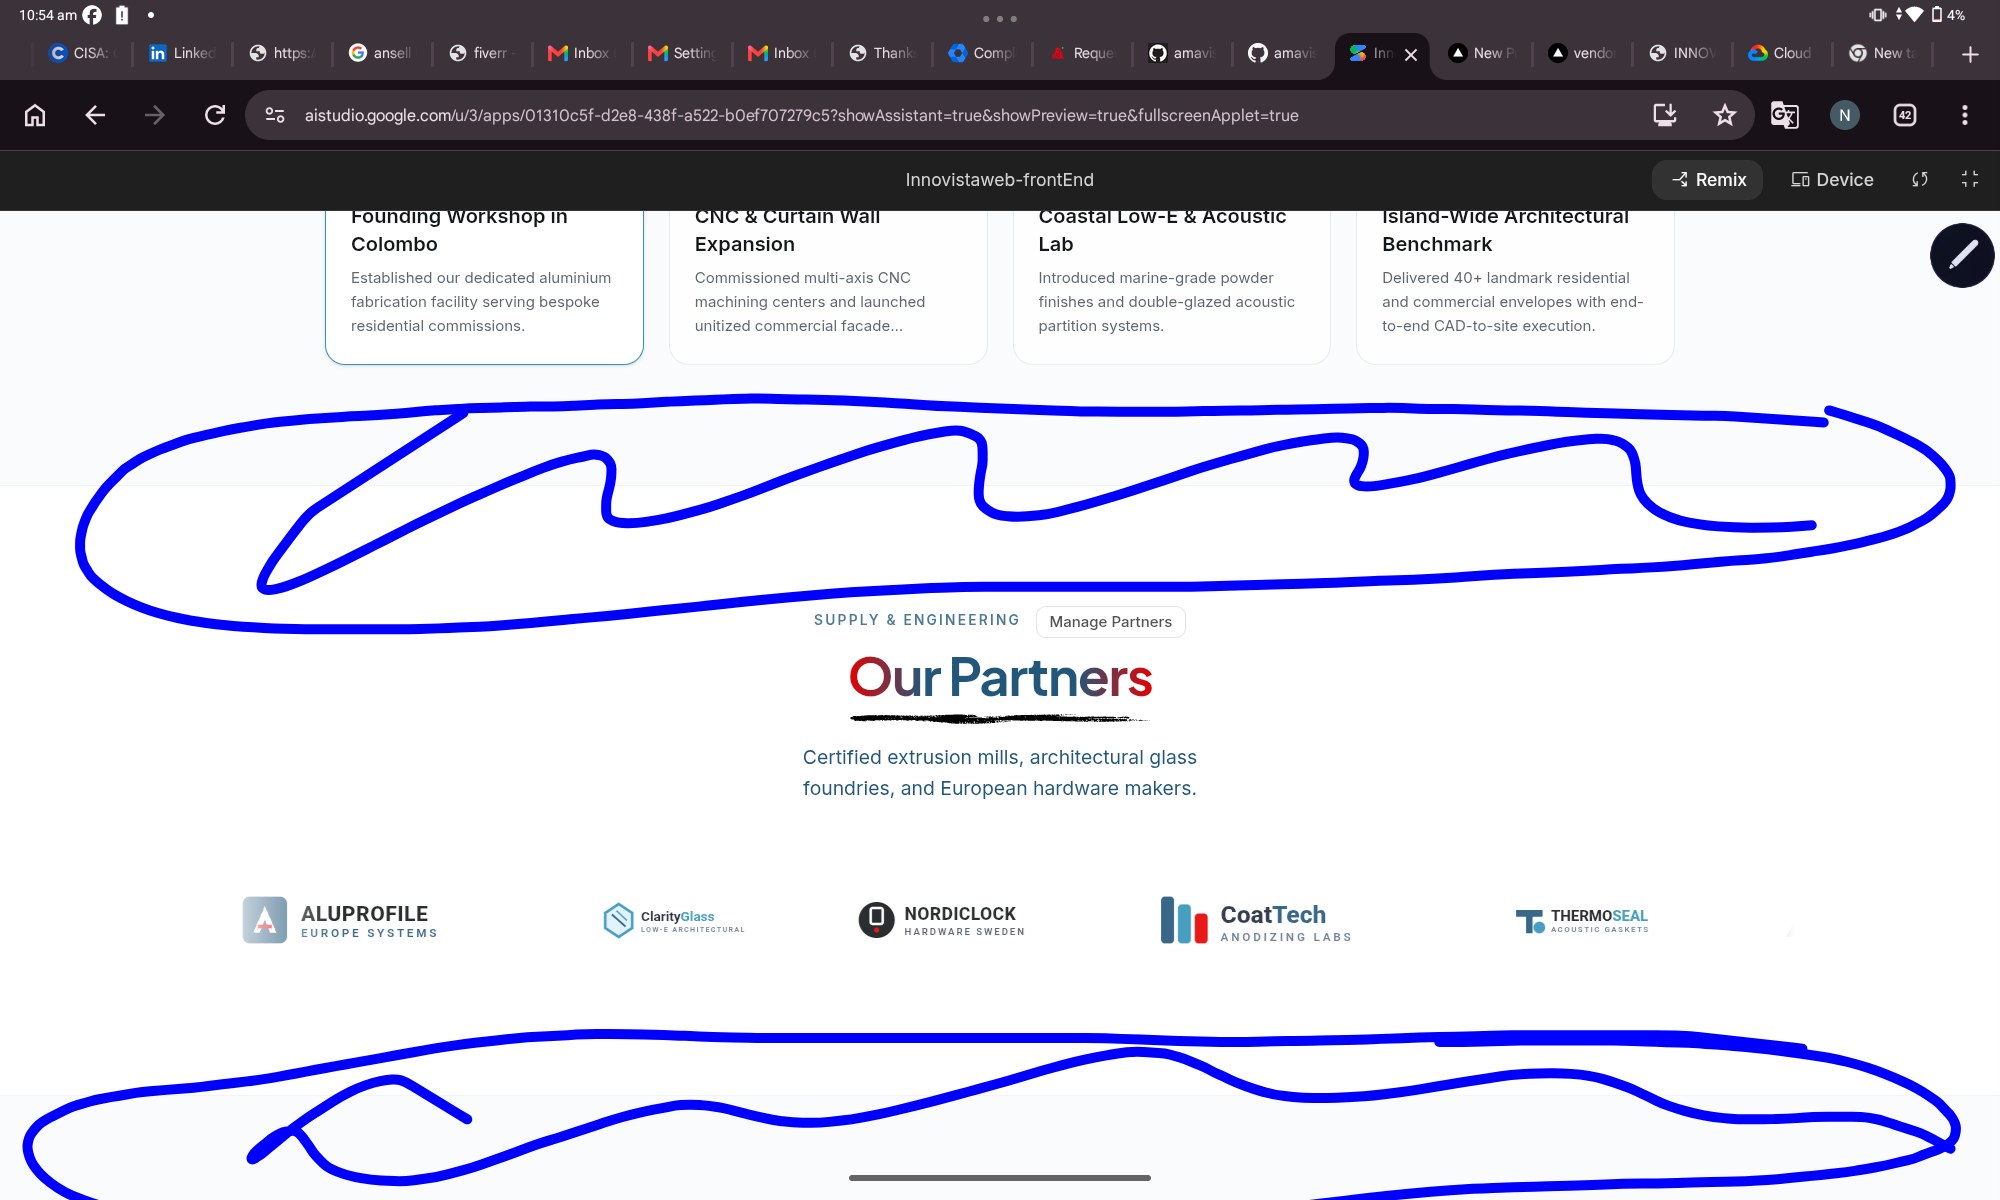 10:54 am
4%
CISA:
Linked
https:/
ansell
fiverr
Inbox
Setting
Inbox
Thank
Compl
Reque
amavis
amavis
Inn
New P
vendo
INNOV
Cloud
New ta
aistudio.google.com/u/3/apps/01310c5f-d2e8-438f-a522-b0ef707279c5?showAssistant=true&showPreview=true&fullscreenApplet=true
N
42
Innovistaweb-frontEnd
Remix
Device
Founding Workshop in
Colombo
Established our dedicated aluminium
fabrication facility serving bespoke
residential commissions.
CNC & Curtain Wall
Expansion
Commissioned multi-axis CNC
machining centers and launched
unitized commercial facade...
Coastal Low-E & Acoustic
Lab
Introduced marine-grade powder
finishes and double-glazed acoustic
partition systems.
Island-Wide Architectural
Benchmark
Delivered 40+ landmark residential
and commercial envelopes with end-
to-end CAD-to-site execution.
SUPPLY & ENGINEERING
Manage Partners
Our Partners
Certified extrusion mills, architectural glass
foundries, and European hardware makers.
ALUPROFILE
EUROPE SYSTEMS
ClarityGlass
LOW-E ARCHITECTURAL
NORDICLOCK
HARDWARE SWEDEN
CoatTech
ANODIZING LABS
THERMOSEAL
ACOUSTIC GASKETS